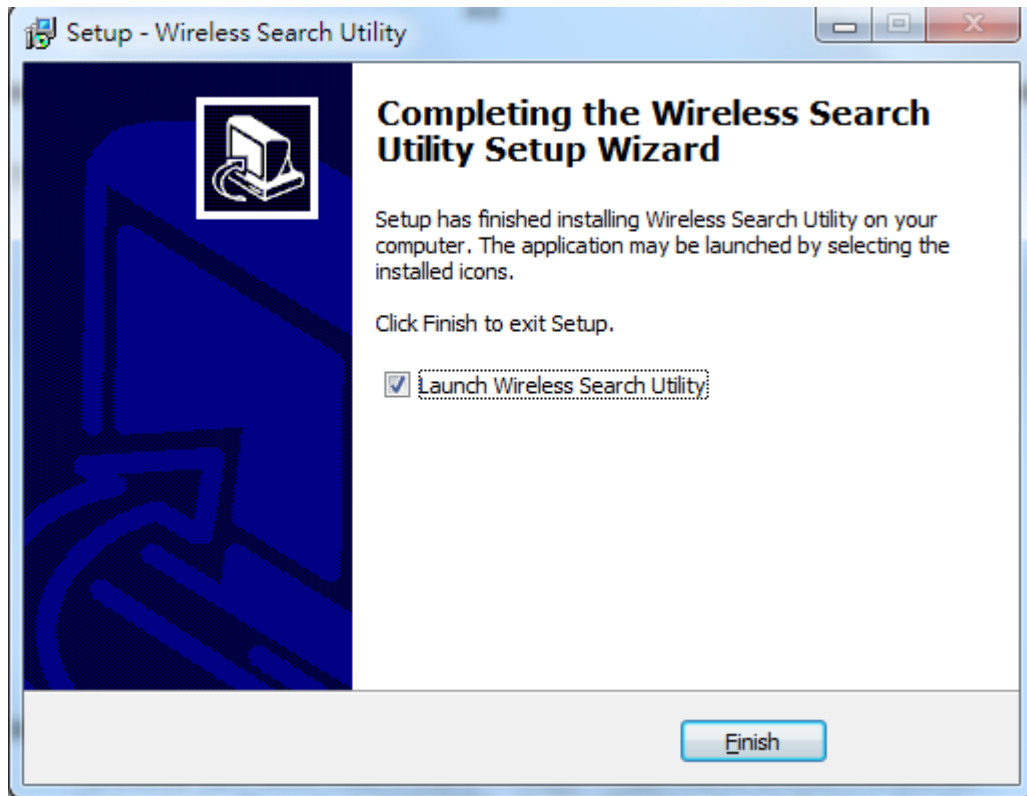 Setup - Wireless Search Utility
Completing the Wireless Search
Utility Setup Wizard
Setup has finished installing Wireless Search Utility on your
computer. The application may be launched by selecting the
installed icons.
Click Finish to exit Setup.
Launch Wireless Search Utility
Finish